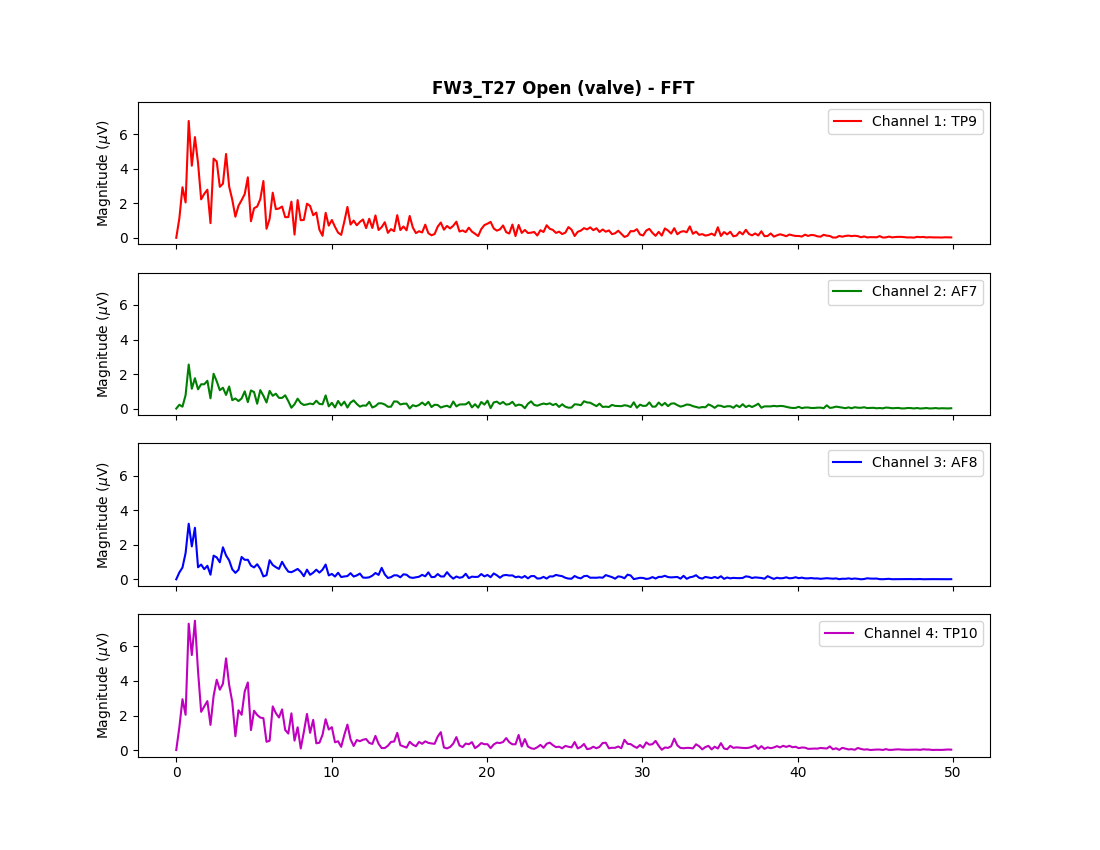 FW3_T27 Open (valve) - FFT
Magnitude (μV)
6
4
2
0
Channel 1: TP9
Magnitude (μV)
6
4
2
0
Channel 2: AF7
Magnitude (μV)
6
4
2
0
Channel 3: AF8
Magnitude (μV)
6
4
2
0
Channel 4: TP10
0 10 20 30 40 50